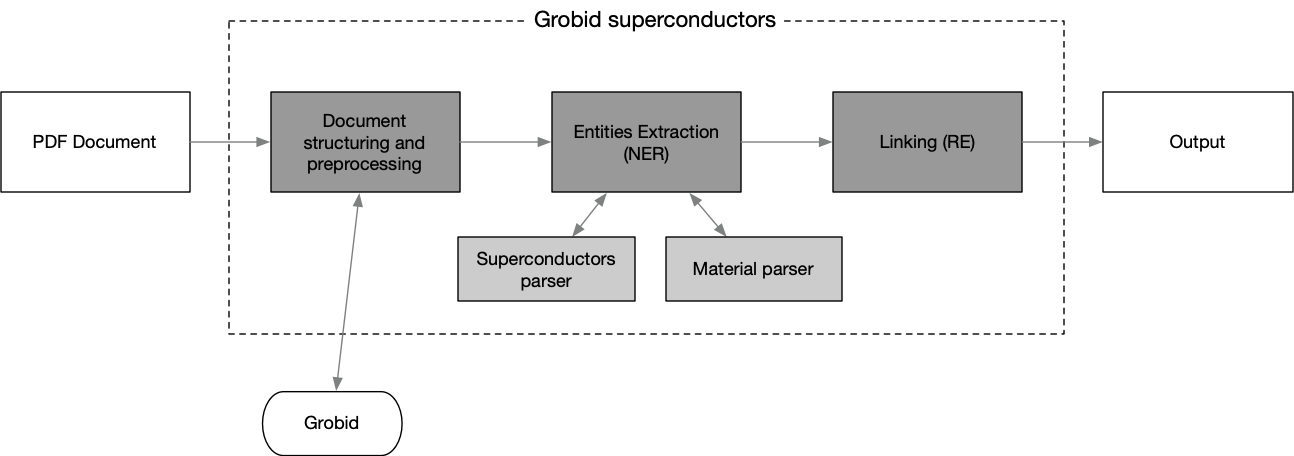 Grobid superconductors
PDF Document
Document
structuring and
preprocessing
Entities Extraction
(NER)
Linking (RE)
Output
Superconductors
parser
Material parser
Grobid